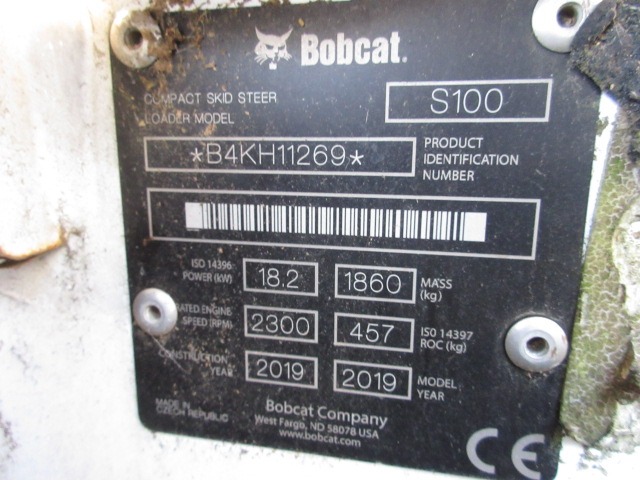 Bobcat.
COMPACT SKID STEER
LOADER MODEL
S100
*B4KH11269*
PRODUCT
IDENTIFICATION
NUMBER
ISO 14396
POWER (kW)
18.2
1860
MASS
(kg)
RATED ENGINE
SPEED (RPM)
2300
457
ISO 14397
ROC (kg)
CONSTRUCTION
YEAR
2019
2019
MODEL
YEAR
MADE IN
CZECH REPUBLIC
Bobcat Company
West Fargo, ND 58078 USA
www.bobcat.com
CE